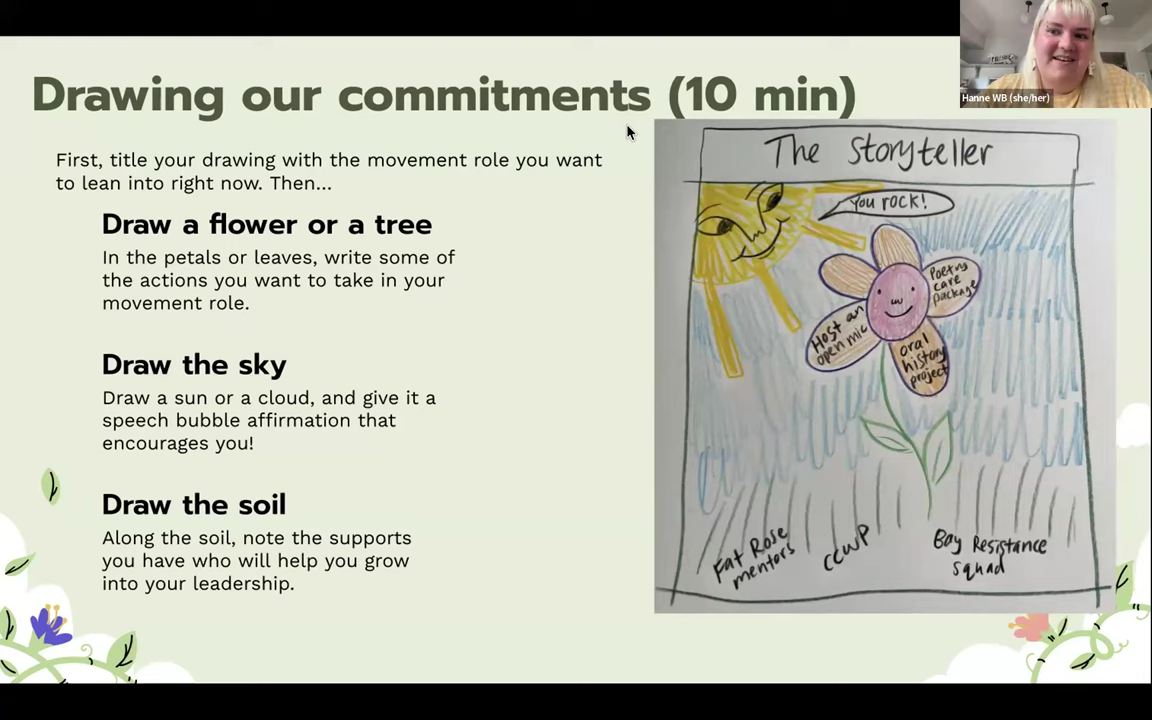 Drawing our commitments (10 min)
Hanne WB (she/her)
First, title your drawing with the movement role you want
to lean into right now. Then...
Draw a flower or a tree
In the petals or leaves, write some of
the actions you want to take in your
movement role.
Draw the sky
Draw a sun or a cloud, and give it a
speech bubble affirmation that
encourages you!
Draw the soil
Along the soil, note the supports
you have who will help you grow
into your leadership.
The Storyteller
You rock!
Poetry
care
package
Host an
open mic
oral
history
project
Fat Rose
mentors
CCWP
Bay Resistance
squad